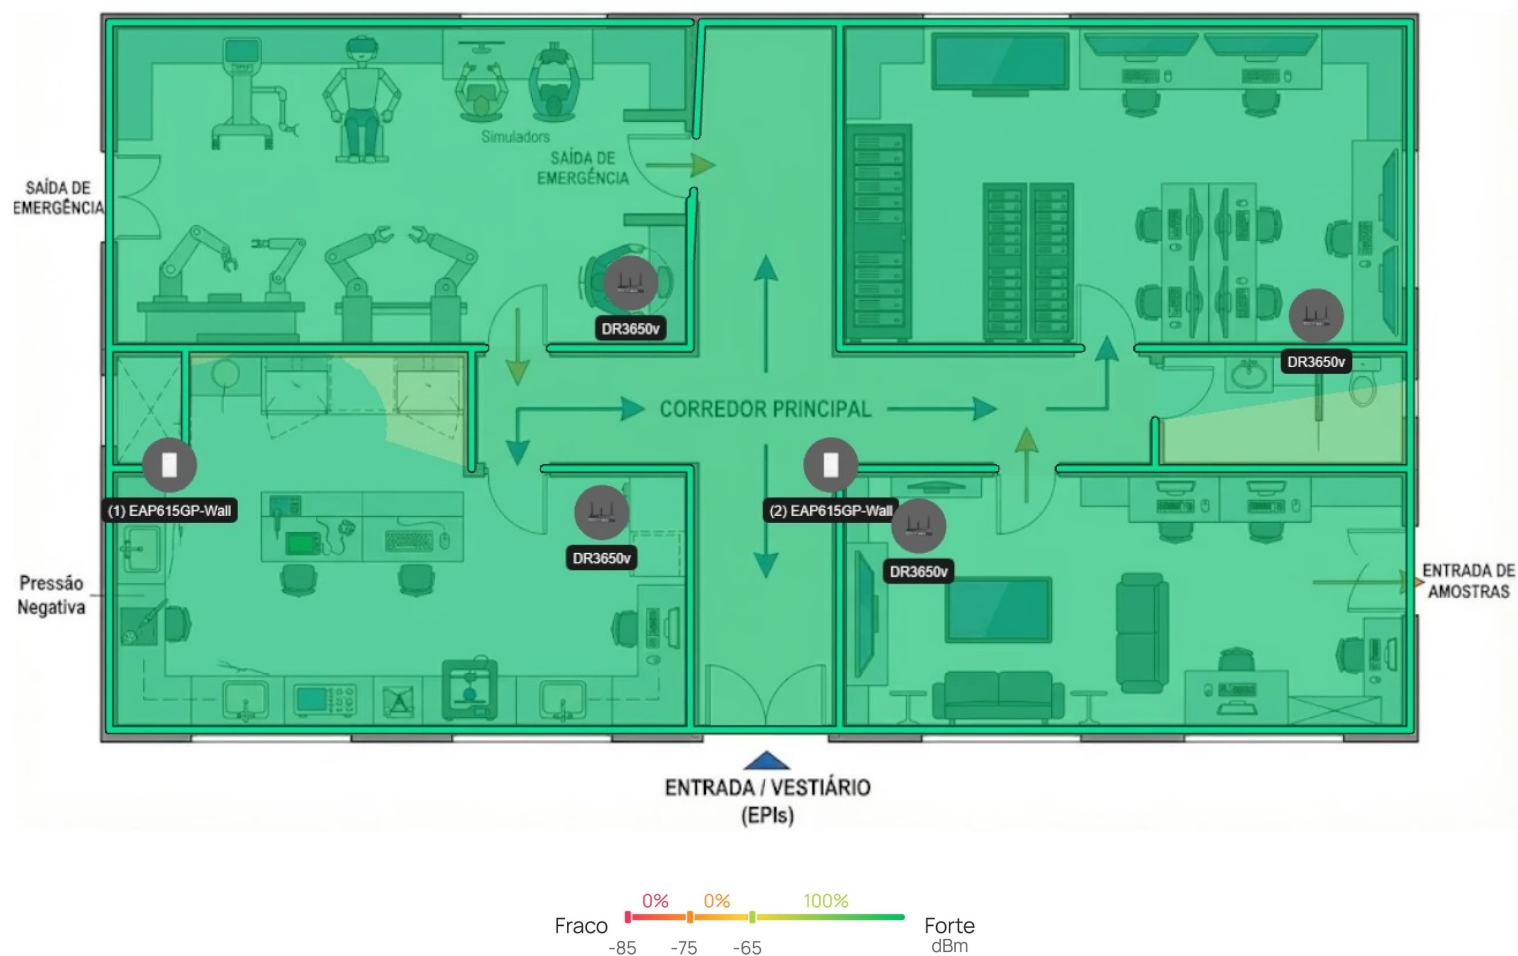 Simuladors
SAÍDA DE
EMERGÊNCIA
SAÍDA DE
EMERGÊNCIA
DR3650v
DR3650v
CORREDOR PRINCIPAL
(1) EAP615GP-Wall
(2) EAP615GP-Wall
DR3650v
DR3650v
Pressão
Negativa
ENTRADA DE
AMOSTRAS
ENTRADA / VESTIÁRIO
(EPIs)
0% 0% 100%
Fraco Forte
-85 -75 -65 dBm